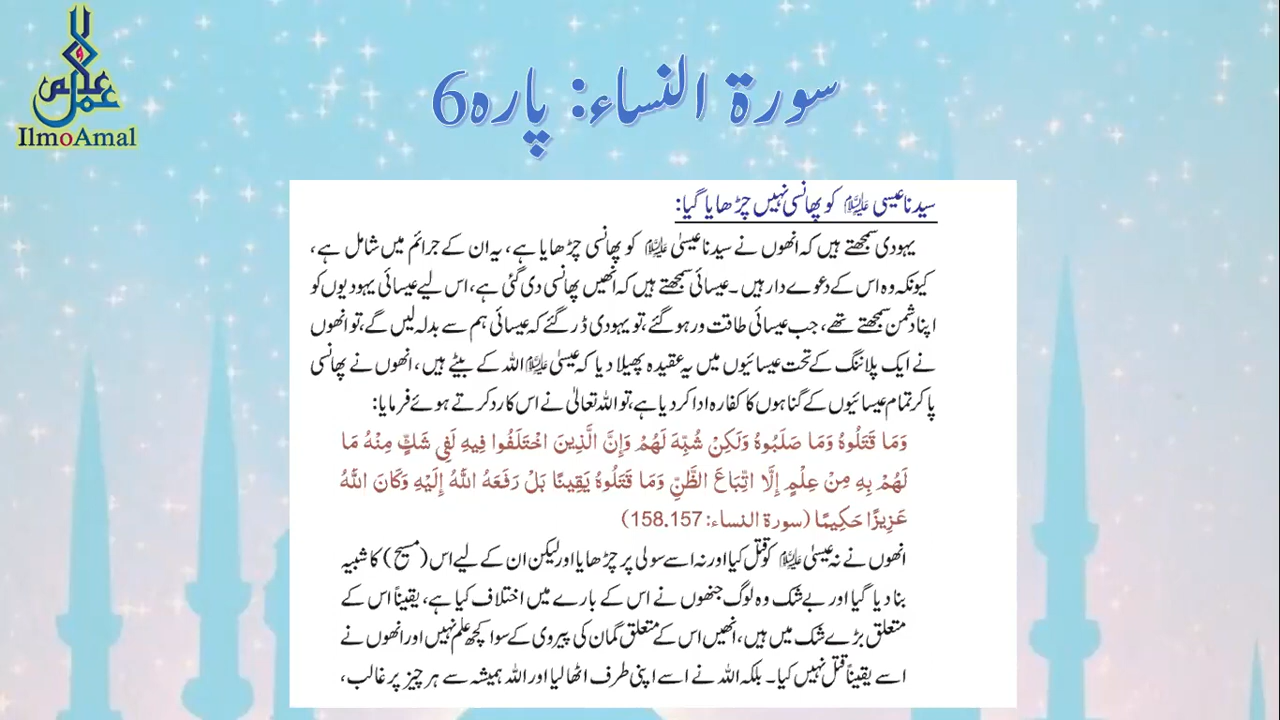 علم و عمل
IlmoAmal
سورۃ النساء: پارہ 6
سیدنا عیسی علیہ السلام کو پھانسی نہیں چڑھایا گیا:
یہودی سمجھتے ہیں کہ انھوں نے سیدنا عیسیٰ علیہ السلام کو پھانسی چڑھایا ہے، یہ ان کے جرائم میں شامل ہے،
کیونکہ وہ اس کے دعوے دار ہیں۔ عیسائی سمجھتے ہیں کہ انھیں پھانسی دی گئی ہے، اس لیے عیسائی یہودیوں کو
اپنا دشمن سمجھتے تھے، جب عیسائی طاقت ور ہو گئے، تو یہودی ڈر گئے کہ عیسائی ہم سے بدلہ لیں گے، تو انھوں
نے ایک پلاننگ کے تحت عیسائیوں میں یہ عقیدہ پھیلا دیا کہ عیسیٰ علیہ السلام اللہ کے بیٹے ہیں، انھوں نے پھانسی
پا کر تمام عیسائیوں کے گناہوں کا کفارہ ادا کر دیا ہے، تو اللہ تعالیٰ نے اس کا رد کرتے ہوئے فرمایا:
وَمَا قَتَلُوهُ وَمَا صَلَبُوهُ وَلَكِنْ شُبِّهَ لَهُمْ وَإِنَّ الَّذِينَ اخْتَلَفُوا فِيهِ لَفِي شَكٍّ مِنْهُ مَا
لَهُمْ بِهِ مِنْ عِلْمٍ إِلَّا اتِّبَاعَ الظَّنِّ وَمَا قَتَلُوهُ يَقِينًا بَلْ رَفَعَهُ اللَّهُ إِلَيْهِ وَكَانَ اللَّهُ
عَزِيزًا حَكِيمًا (سورة النساء: 158.157)
انھوں نے نہ عیسیٰ علیہ السلام کو قتل کیا اور نہ اسے سولی پر چڑھایا اور لیکن ان کے لیے اس (مسیح) کا شبیہ
بنا دیا گیا اور بے شک وہ لوگ جنھوں نے اس کے بارے میں اختلاف کیا ہے، یقیناً اس کے
متعلق بڑے شک میں ہیں، انھیں اس کے متعلق گمان کی پیروی کے سوا کچھ علم نہیں اور انھوں نے
اسے یقیناً قتل نہیں کیا۔ بلکہ اللہ نے اسے اپنی طرف اٹھا لیا اور اللہ ہمیشہ سے ہر چیز پر غالب،